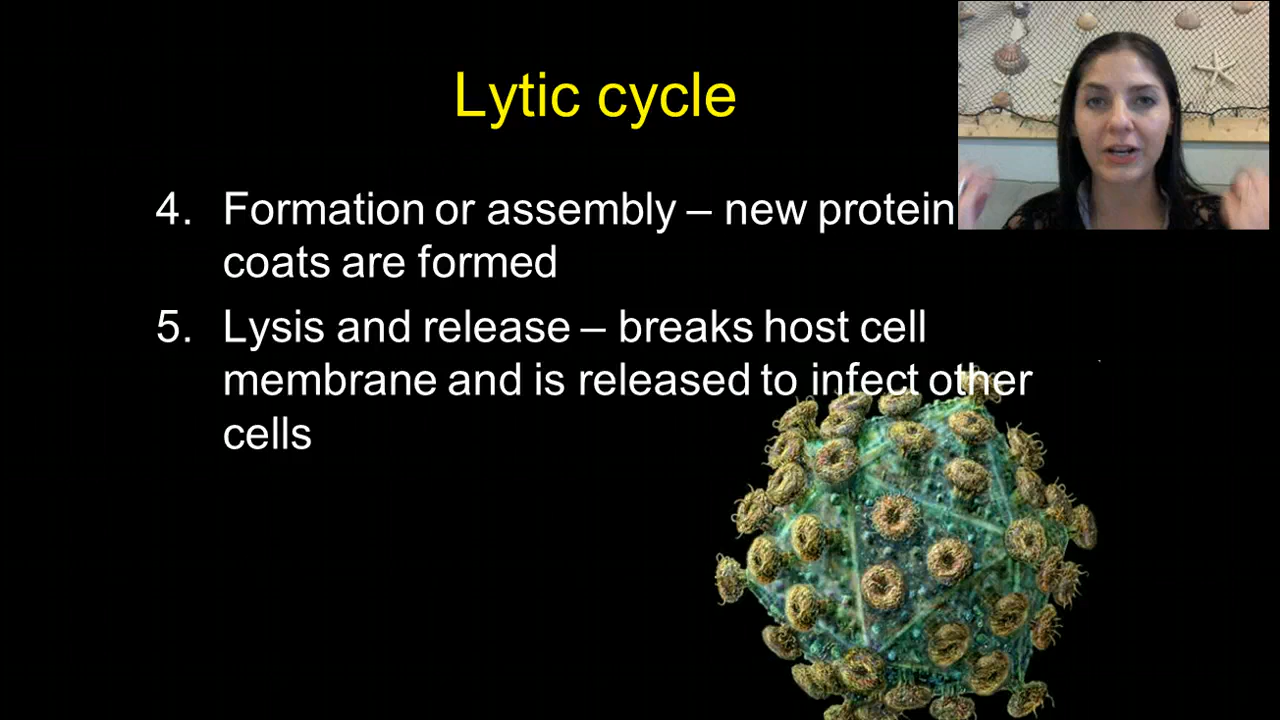 Lytic cycle
4. Formation or assembly – new protein
coats are formed
5. Lysis and release – breaks host cell
membrane and is released to infect other
cells